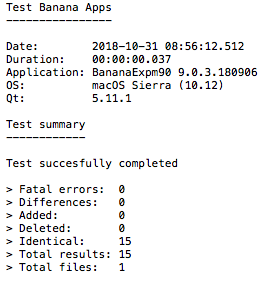 Test Banana Apps
----------------
Date:        2018-10-31 08:56:12.512
Duration:    00:00:00.037
Application: BananaExpm90 9.0.3.180906
OS:          macOS Sierra (10.12)
Qt:          5.11.1
Test summary
------------
Test succesfully completed
> Fatal errors:  0
> Differences:   0
> Added:         0
> Deleted:       0
> Identical:     15
> Total results: 15
> Total files:   1